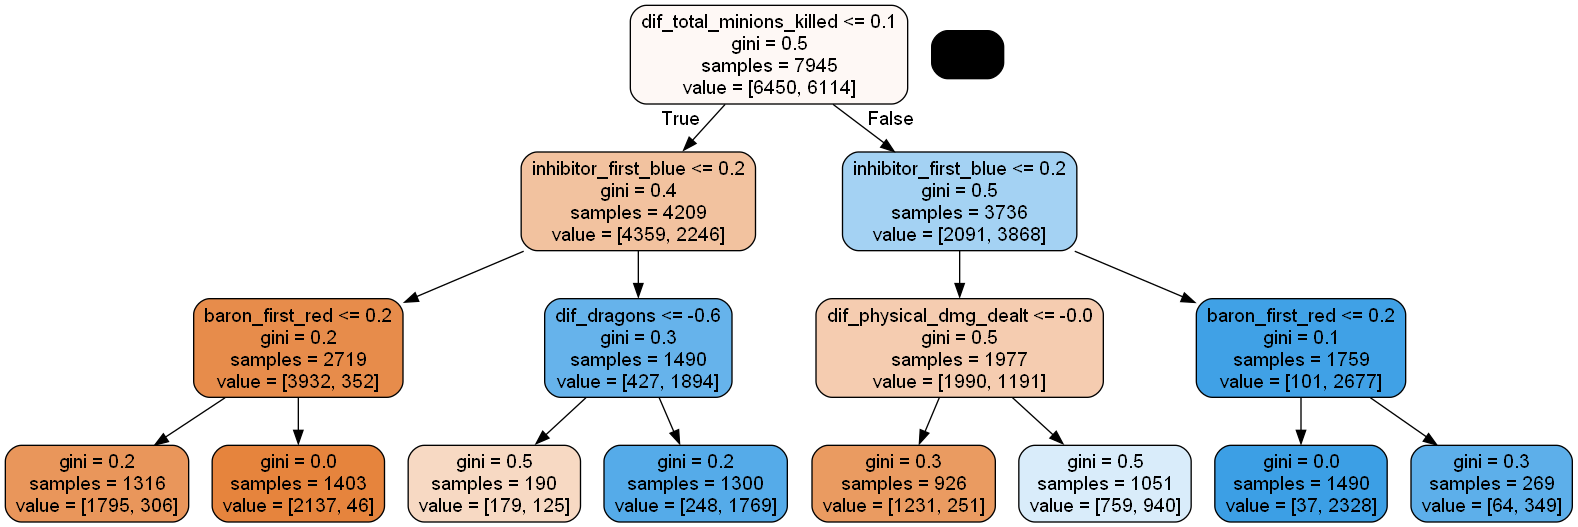 dif_total_minions_killed <= 0.1
gini = 0.5
samples = 7945
value = [6450, 6114]
True
False
inhibitor_first_blue <= 0.2
gini = 0.4
samples = 4209
value = [4359, 2246]
inhibitor_first_blue <= 0.2
gini = 0.5
samples = 3736
value = [2091, 3868]
baron_first_red <= 0.2
gini = 0.2
samples = 2719
value = [3932, 352]
dif_dragons <= -0.6
gini = 0.3
samples = 1490
value = [427, 1894]
dif_physical_dmg_dealt <= -0.0
gini = 0.5
samples = 1977
value = [1990, 1191]
baron_first_red <= 0.2
gini = 0.1
samples = 1759
value = [101, 2677]
gini = 0.2
samples = 1316
value = [1795, 306]
gini = 0.0
samples = 1403
value = [2137, 46]
gini = 0.5
samples = 190
value = [179, 125]
gini = 0.2
samples = 1300
value = [248, 1769]
gini = 0.3
samples = 926
value = [1231, 251]
gini = 0.5
samples = 1051
value = [759, 940]
gini = 0.0
samples = 1490
value = [37, 2328]
gini = 0.3
samples = 269
value = [64, 349]